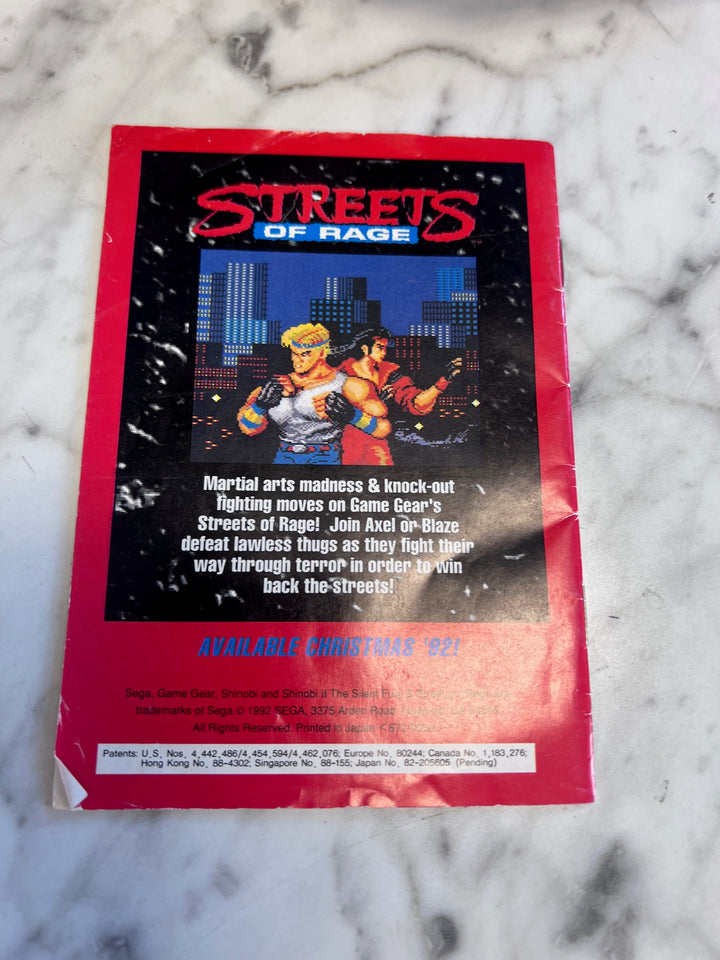 STREETS
OF RAGE
TM
Martial arts madness & knock-out
fighting moves on Game Gear's
Streets of Rage! Join Axel or Blaze
defeat lawless thugs as they fight their
way through terror in order to win
back the streets!
AVAILABLE CHRISTMAS '92!
Sega, Game Gear, Shinobi and Shinobi II The Silent
trademarks of Sega © 1992 SEGA, 3375 Arden Road,
All Rights Reserved. Printed in Japan
Patents: U.S. Nos. 4,442,486/4,454,594/4,462,076; Europe No. 80244; Canada No. 1,183,276;
Hong Kong No. 88-4302; Singapore No. 88-155; Japan No. 82-205605 (Pending)